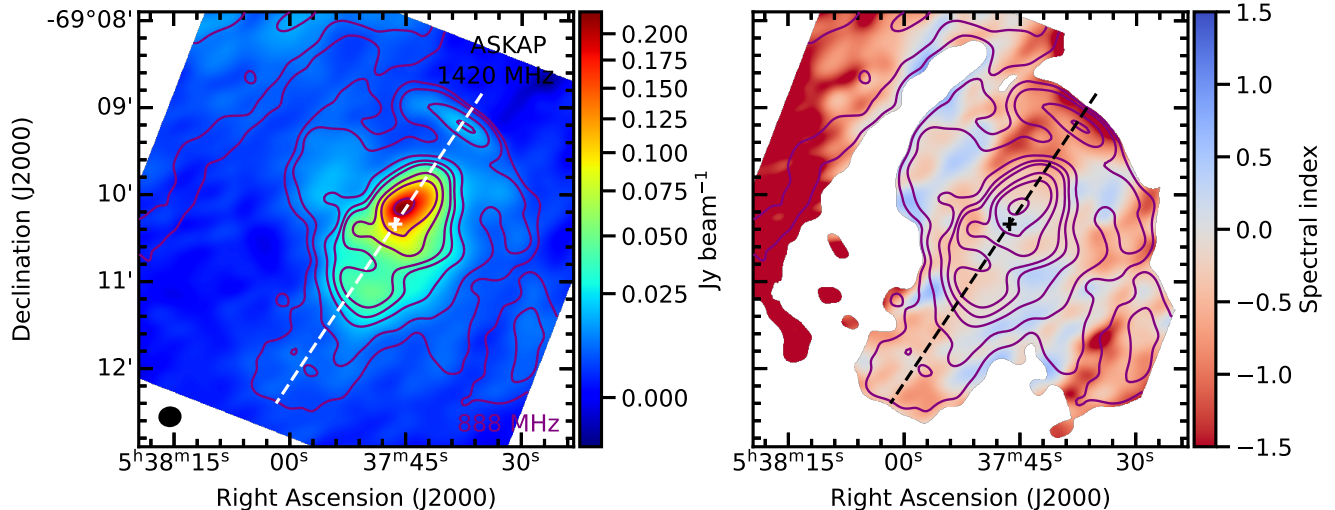 -69°08'
09'
10'
11'
12'
Declination (J2000)
5ʰ38ᵐ15ˢ
00ˢ
37ᵐ45ˢ
30ˢ
Right Ascension (J2000)
ASKAP
1420 MHz
888 MHz
0.200
0.175
0.150
0.125
0.100
0.075
0.050
0.025
0.000
Jy beam⁻¹
5ʰ38ᵐ15ˢ
00ˢ
37ᵐ45ˢ
30ˢ
Right Ascension (J2000)
1.5
1.0
0.5
0.0
−0.5
−1.0
−1.5
Spectral index